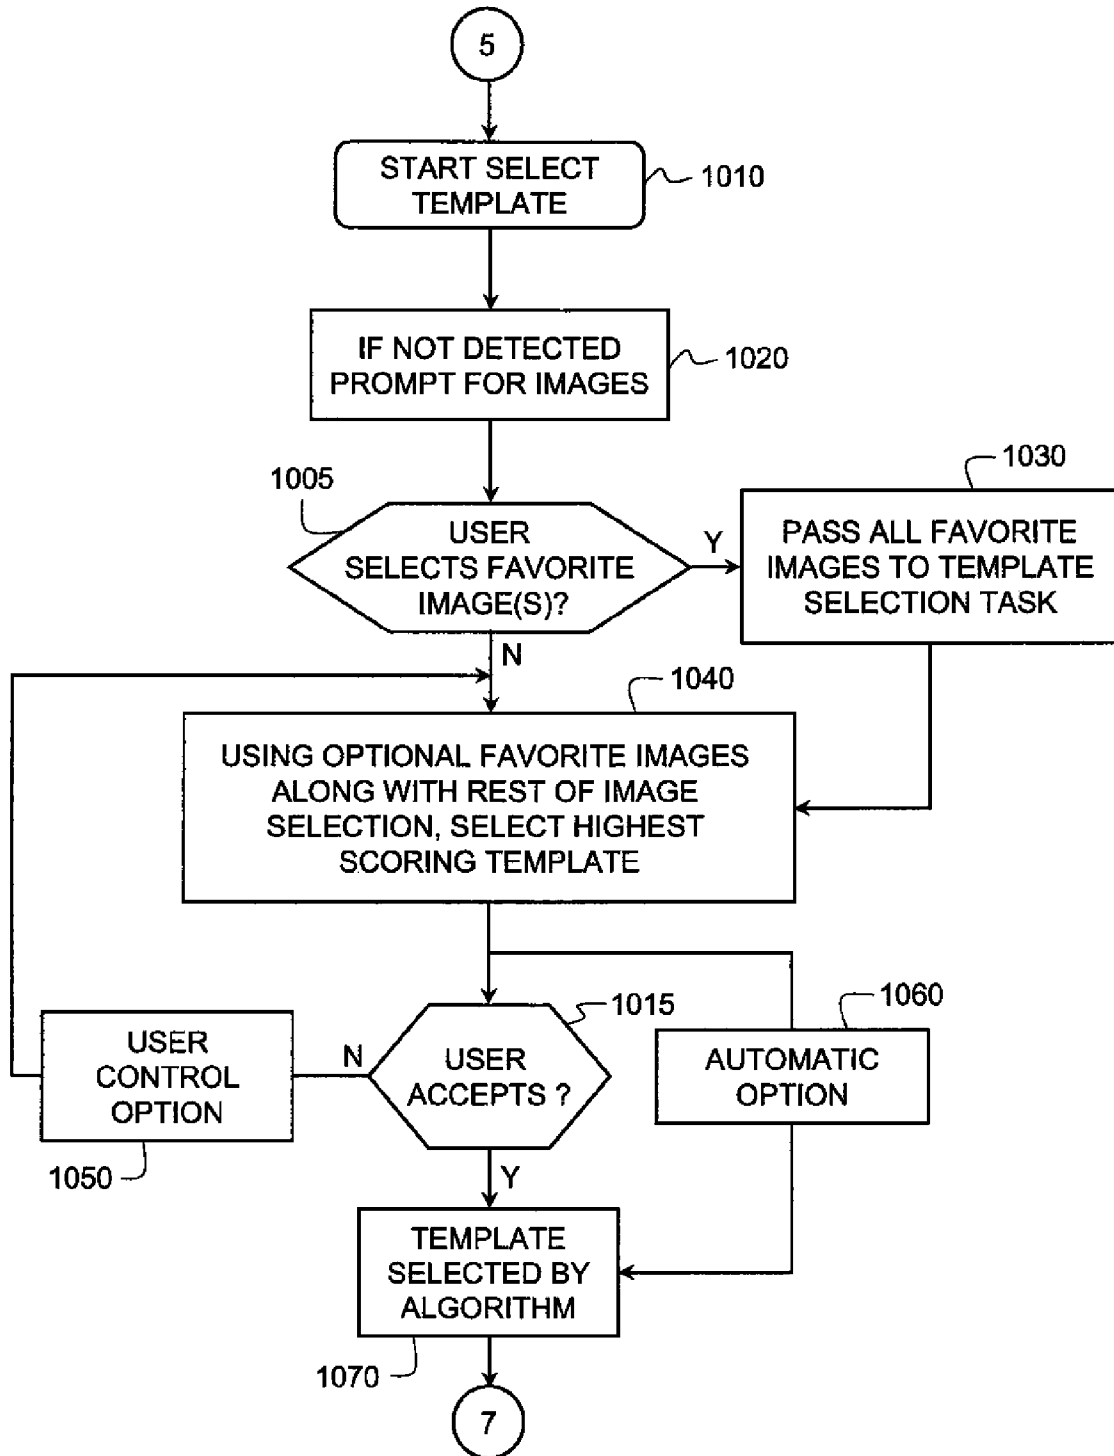 5
START SELECT
TEMPLATE
1010
IF NOT DETECTED
PROMPT FOR IMAGES
1020
1005
USER
SELECTS FAVORITE
IMAGE(S)?
Y
N
1030
PASS ALL FAVORITE
IMAGES TO TEMPLATE
SELECTION TASK
1040
USING OPTIONAL FAVORITE IMAGES
ALONG WITH REST OF IMAGE
SELECTION, SELECT HIGHEST
SCORING TEMPLATE
USER
CONTROL
OPTION
1050
N
USER
ACCEPTS ?
1015
Y
1060
AUTOMATIC
OPTION
TEMPLATE
SELECTED BY
ALGORITHM
1070
7